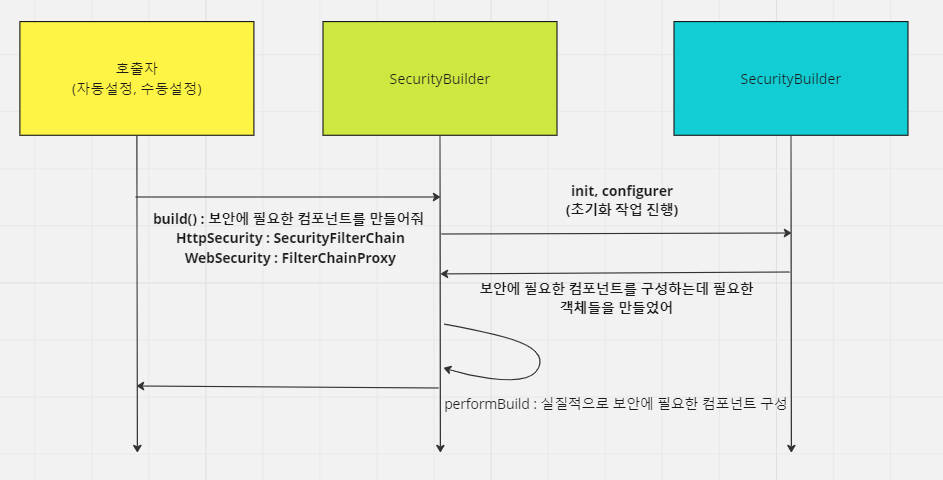 호출자
(자동설정, 수동설정)
SecurityBuilder
SecurityBuilder
build() : 보안에 필요한 컴포넌트를 만들어줘
HttpSecurity : SecurityFilterChain
WebSecurity : FilterChainProxy
init, configurer
(초기화 작업 진행)
보안에 필요한 컴포넌트를 구성하는데 필요한
객체들을 만들었어
performBuild : 실질적으로 보안에 필요한 컴포넌트 구성